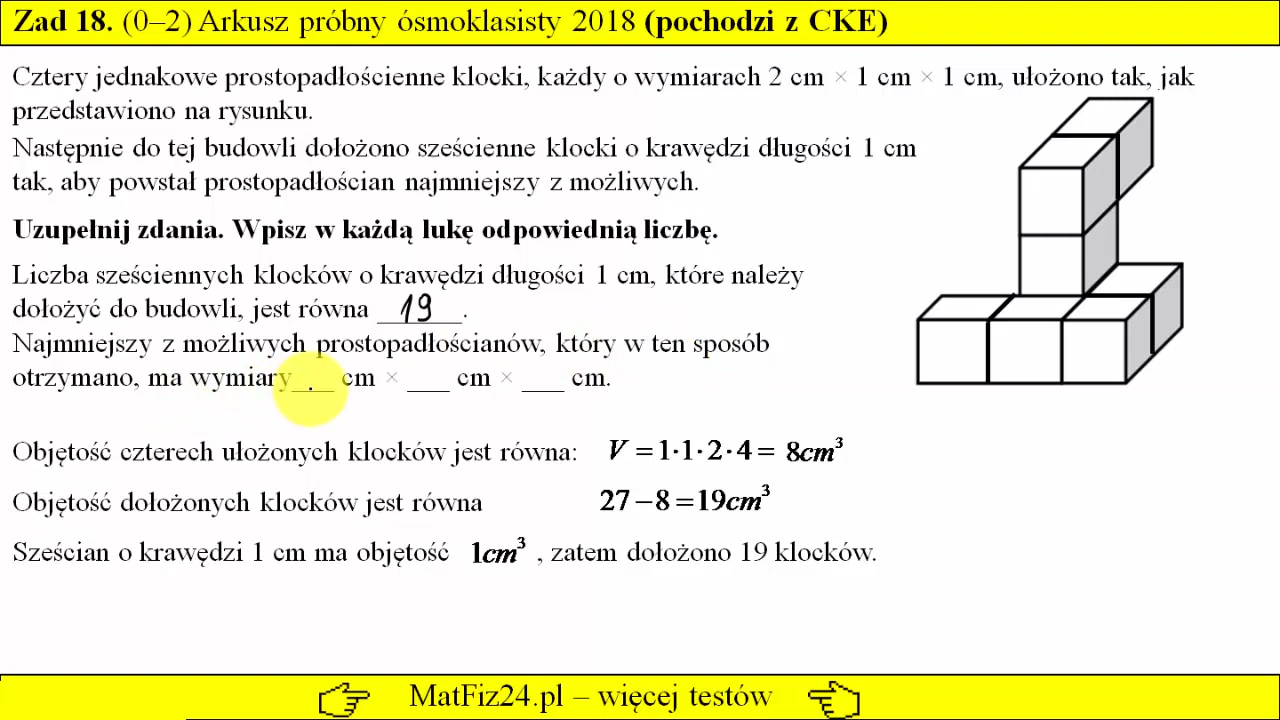 Zad 18. (0–2) Arkusz próbny ósmoklasisty 2018 (pochodzi z CKE)
Cztery jednakowe prostopadłościenne klocki, każdy o wymiarach 2 cm × 1 cm × 1 cm, ułożono tak, jak
przedstawiono na rysunku.
Następnie do tej budowli dołożono sześcienne klocki o krawędzi długości 1 cm
tak, aby powstał prostopadłościan najmniejszy z możliwych.
Uzupełnij zdania. Wpisz w każdą lukę odpowiednią liczbę.
Liczba sześciennych klocków o krawędzi długości 1 cm, które należy
dołożyć do budowli, jest równa 19.
Najmniejszy z możliwych prostopadłościanów, który w ten sposób
otrzymano, ma wymiary ___ cm × ___ cm × ___ cm.
Objętość czterech ułożonych klocków jest równa: V = 1·1·2·4 = 8cm³
Objętość dołożonych klocków jest równa 27 – 8 = 19cm³
Sześcian o krawędzi 1 cm ma objętość 1cm³ , zatem dołożono 19 klocków.
MatFiz24.pl – więcej testów